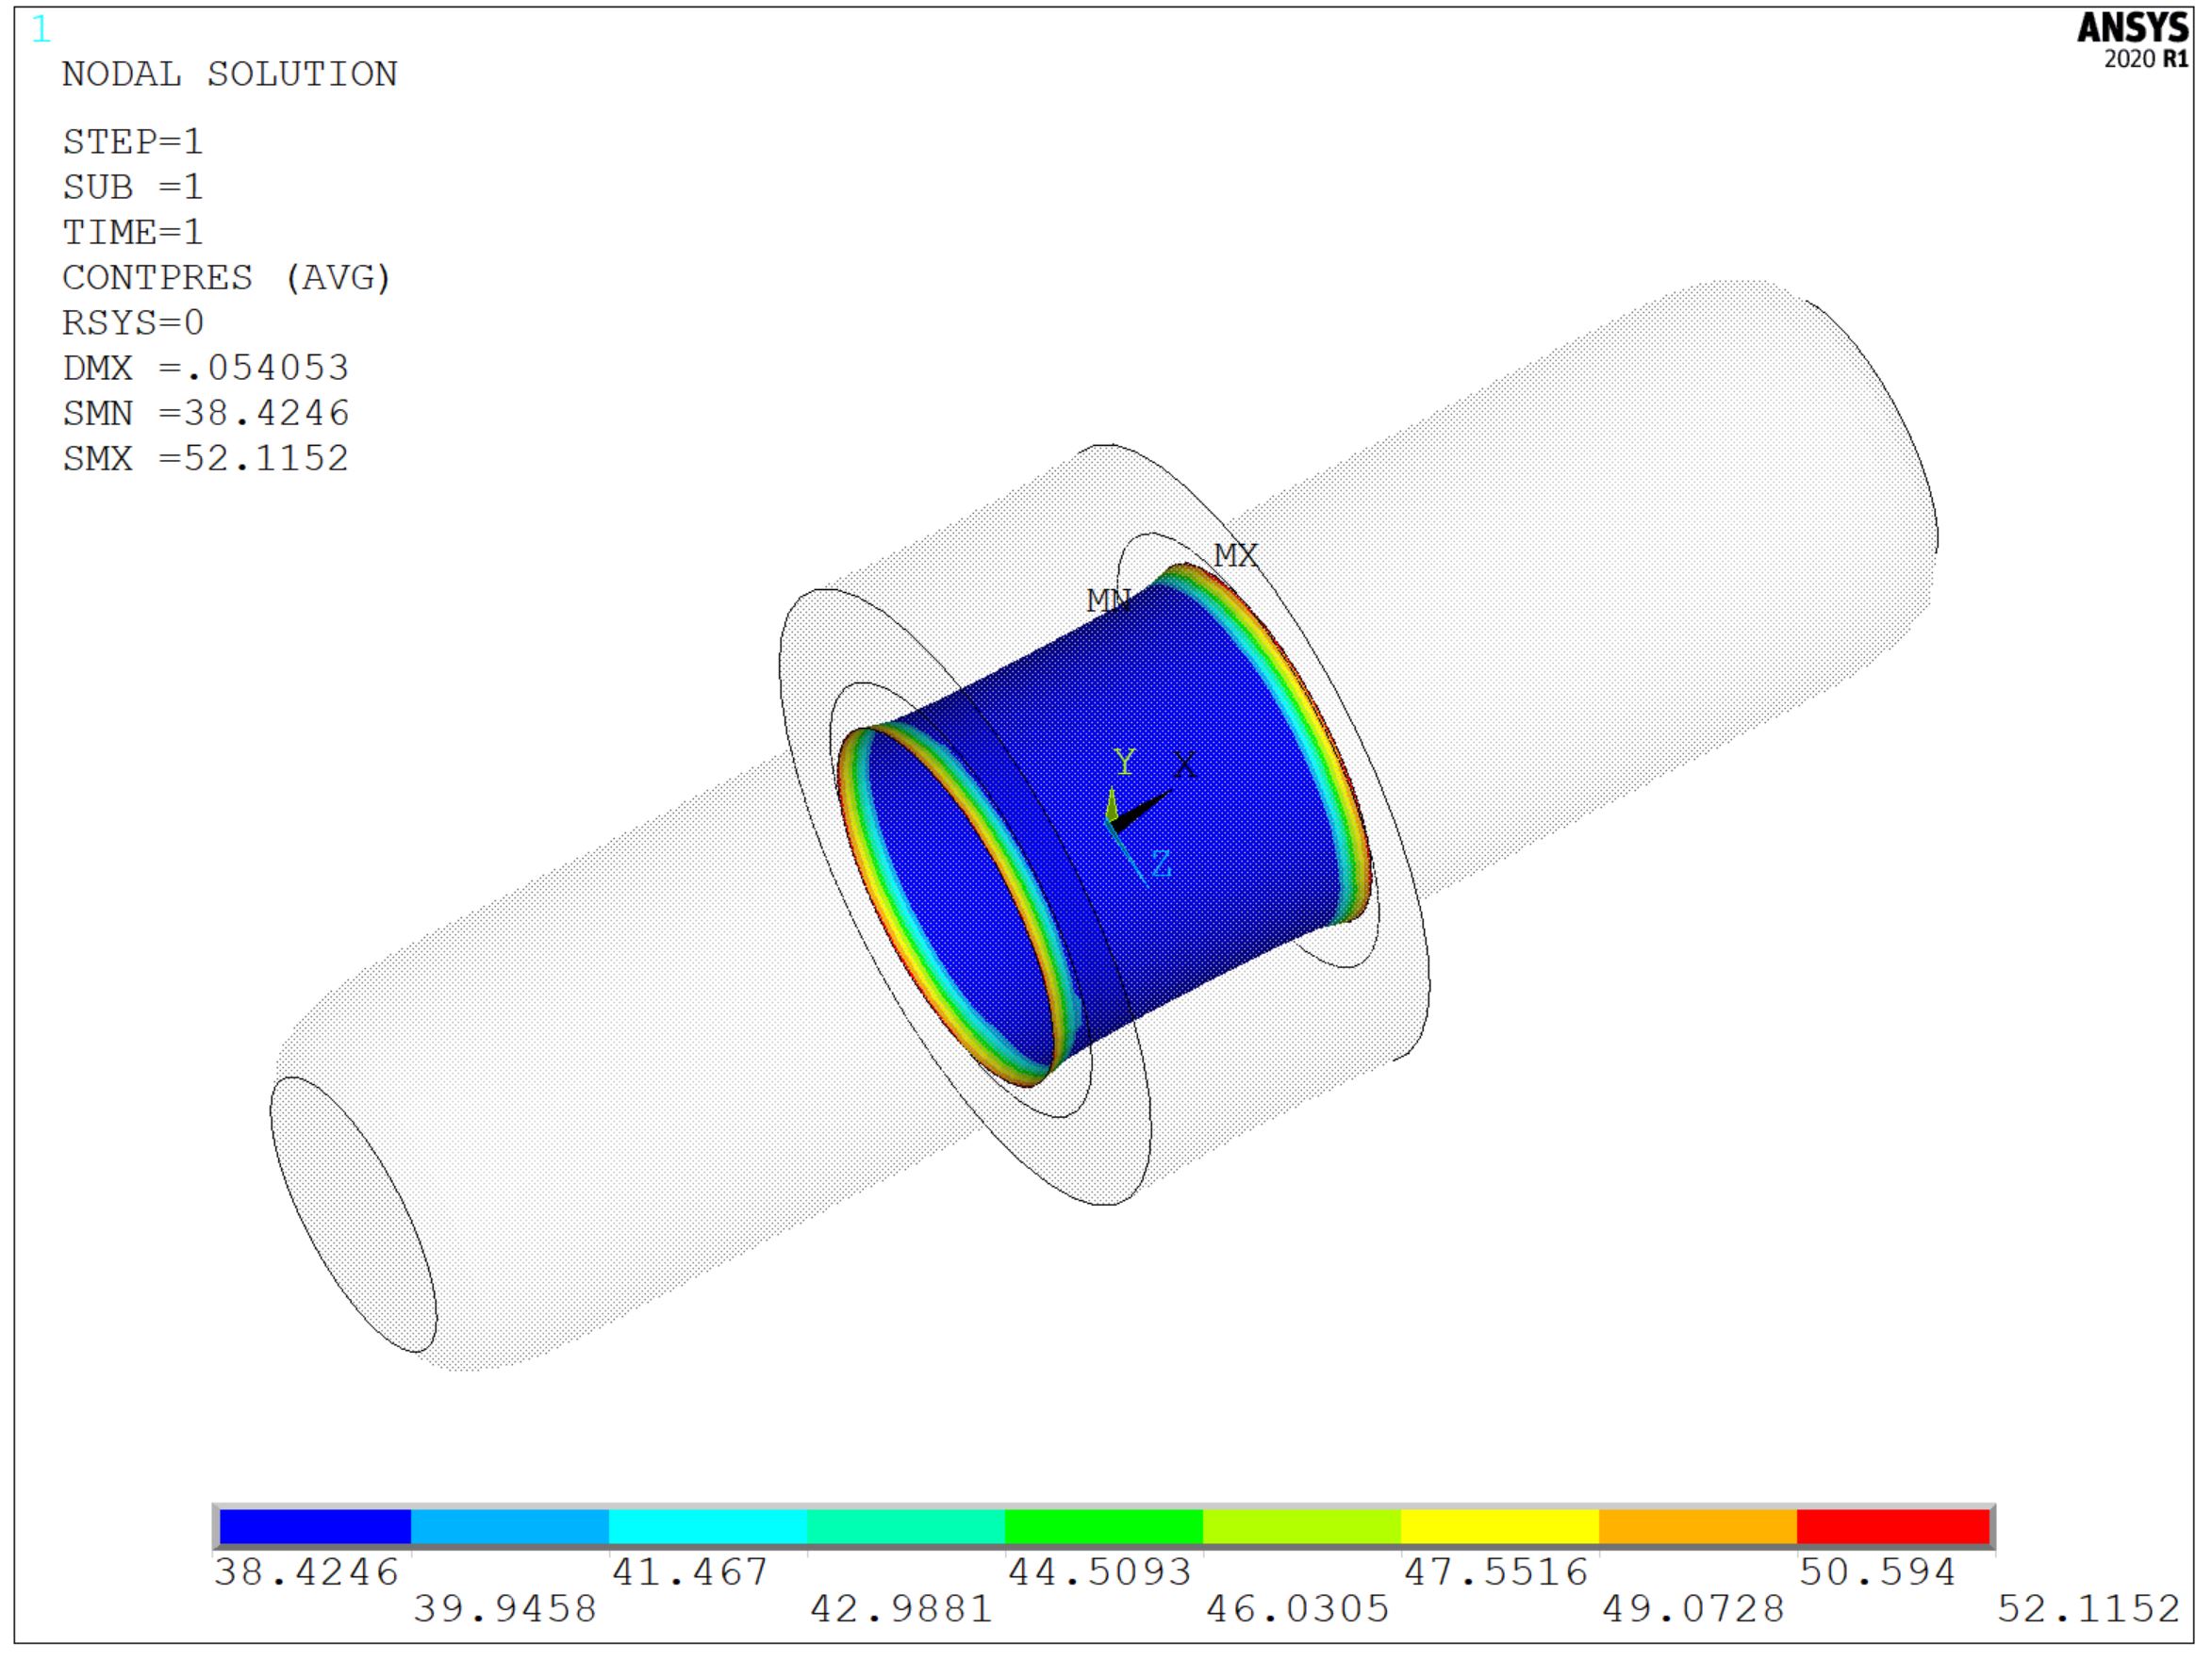 1
ANSYS
2020 R1
NODAL SOLUTION
STEP=1
SUB =1
TIME=1
CONTPRES (AVG)
RSYS=0
DMX =.054053
SMN =38.4246
SMX =52.1152
MX
MN
Y
X
Z
38.4246 41.467 44.5093 47.5516 50.594
39.9458 42.9881 46.0305 49.0728 52.1152